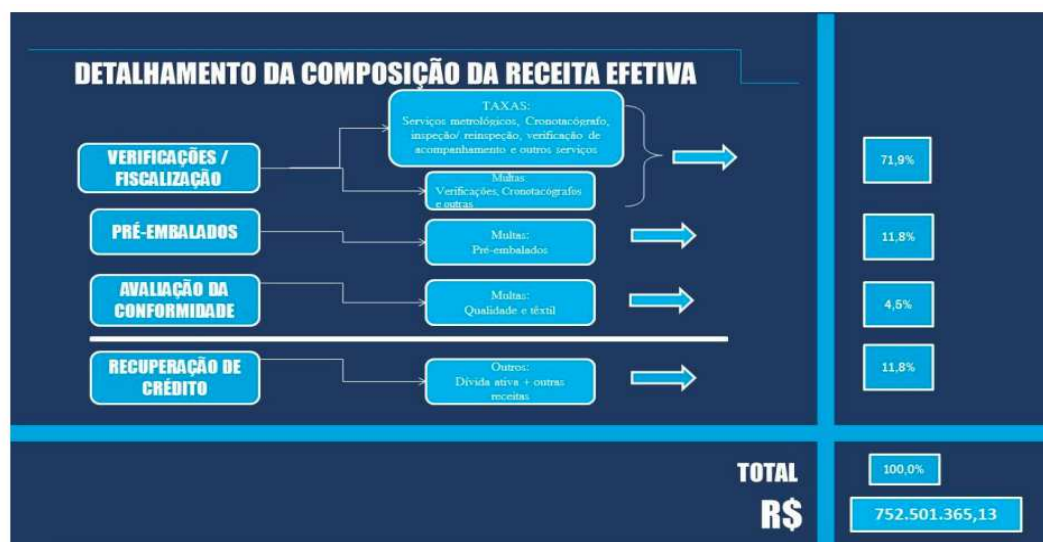 DETALHAMENTO DA COMPOSIÇÃO DA RECEITA EFETIVA
VERIFICAÇÕES /
FISCALIZAÇÃO
TAXAS:
Serviços metrológicos, Cronotacógrafo,
inspeção/ reinspeção, verificação de
acompanhamento e outros serviços
Multas
Verificações, Cronotacógrafos
e outras
71,9%
PRÉ-EMBALADOS
Multas:
Pré-embalados
11,8%
AVALIAÇÃO DA
CONFORMIDADE
Multas:
Qualidade e têxtil
4,5%
RECUPERAÇÃO DE
CRÉDITO
Outros:
Dívida ativa + outras
receitas
11,8%
TOTAL
100,0%
R$
752.501.365,13